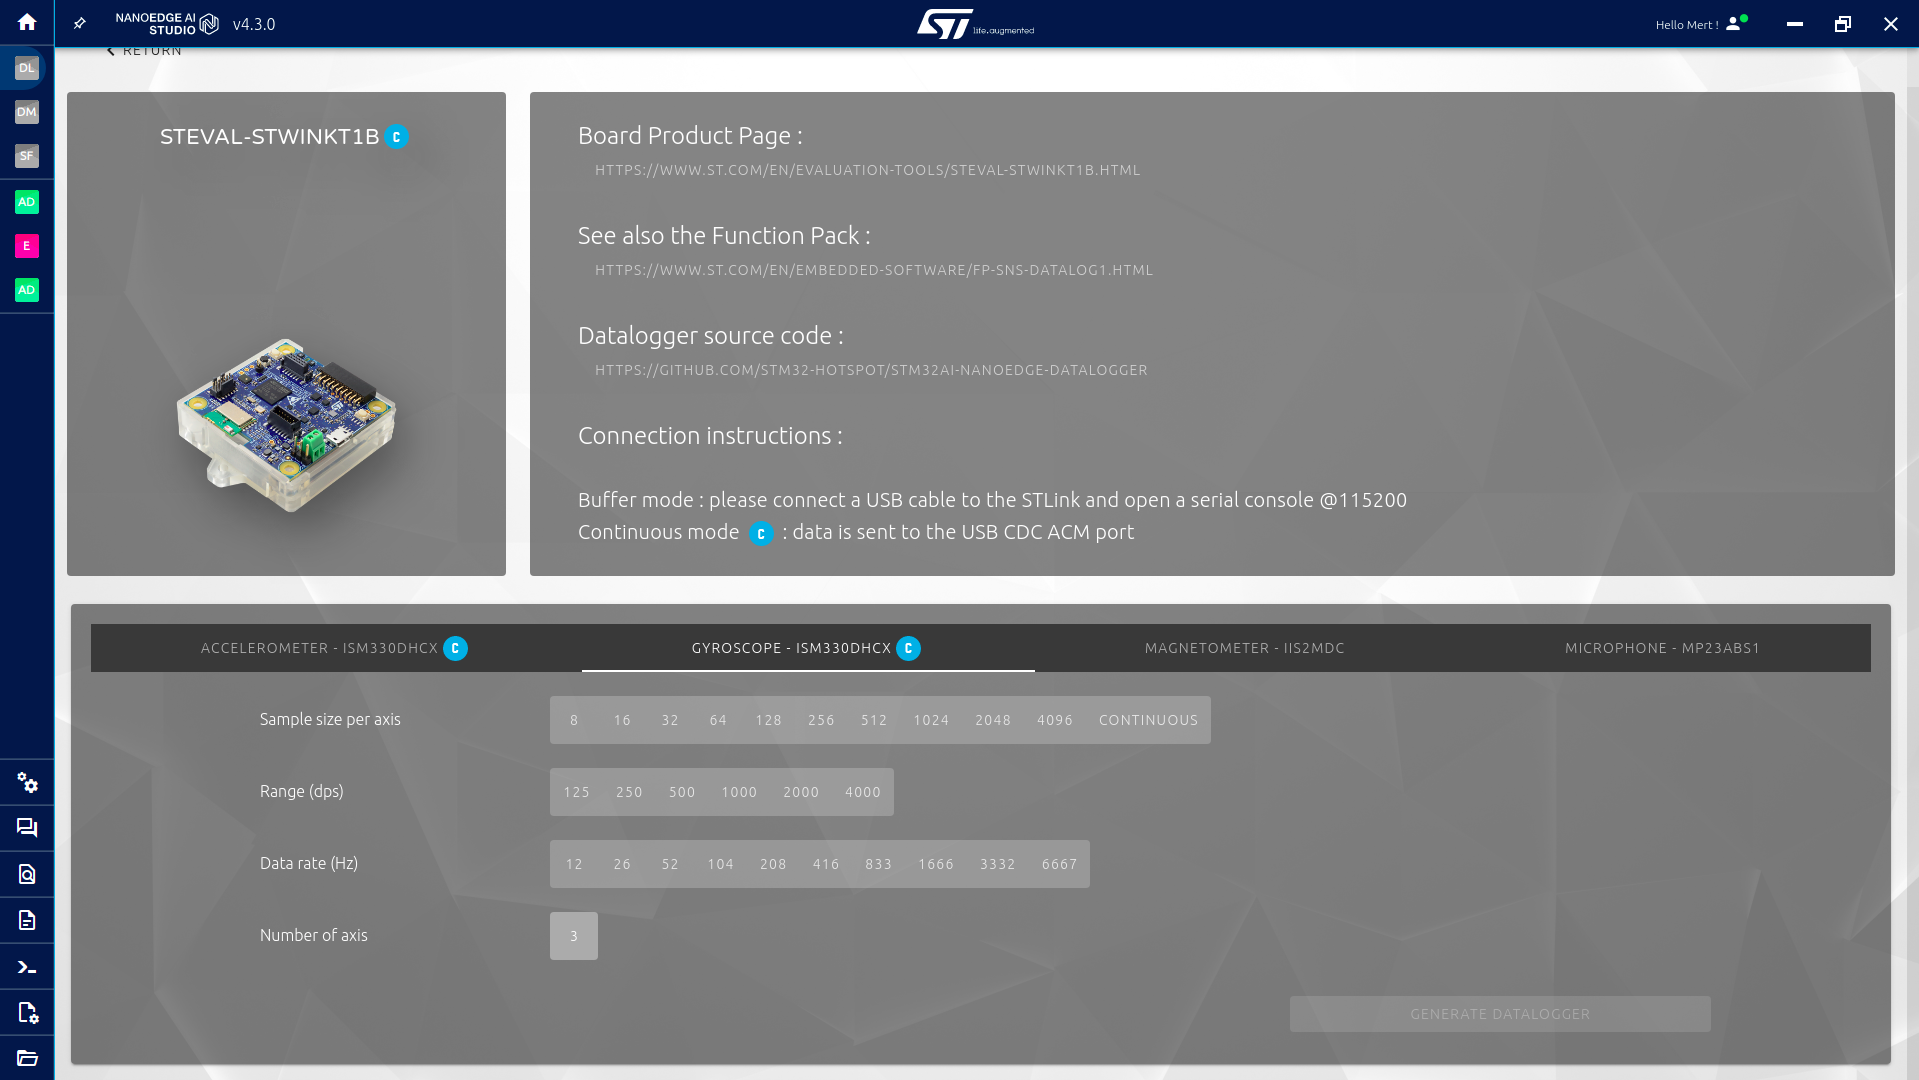 NANOEDGE AI
STUDIO
v4.3.0
ST
life.augmented
Hello Mert !
RETURN
DL
DM
SF
AD
E
AD
STEVAL-STWINKT1B C
Board Product Page :
HTTPS://WWW.ST.COM/EN/EVALUATION-TOOLS/STEVAL-STWINKT1B.HTML
See also the Function Pack :
HTTPS://WWW.ST.COM/EN/EMBEDDED-SOFTWARE/FP-SNS-DATALOG1.HTML
Datalogger source code :
HTTPS://GITHUB.COM/STM32-HOTSPOT/STM32AI-NANOEDGE-DATALOGGER
Connection instructions :
Buffer mode : please connect a USB cable to the STLink and open a serial console @115200
Continuous mode C : data is sent to the USB CDC ACM port
ACCELEROMETER - ISM330DHCX C
GYROSCOPE - ISM330DHCX C
MAGNETOMETER - IIS2MDC
MICROPHONE - MP23ABS1
Sample size per axis 8 16 32 64 128 256 512 1024 2048 4096 CONTINUOUS
Range (dps) 125 250 500 1000 2000 4000
Data rate (Hz) 12 26 52 104 208 416 833 1666 3332 6667
Number of axis 3
GENERATE DATALOGGER